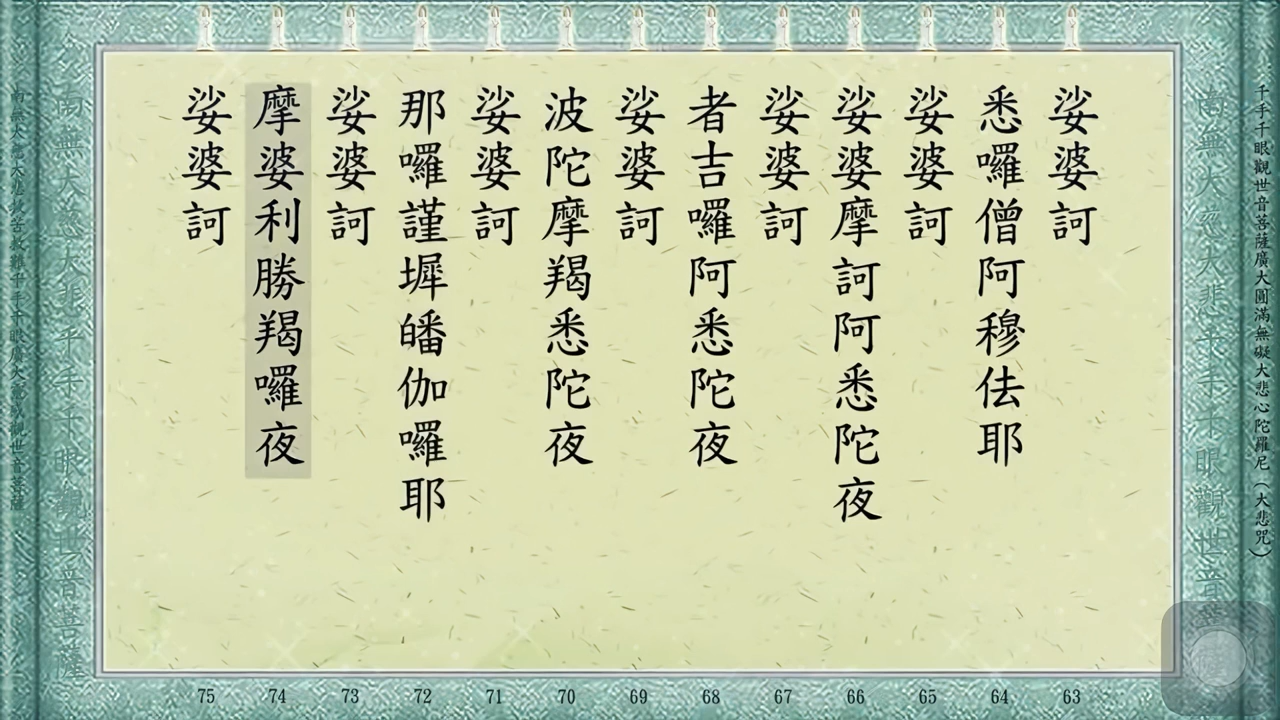 千手千眼觀世音菩薩廣大圓滿無礙大悲心陀羅尼（大悲咒）
娑婆訶
悉囉僧阿穆佉耶
娑婆訶
娑婆摩訶阿悉陀夜
娑婆訶
者吉囉阿悉陀夜
娑婆訶
波陀摩羯悉陀夜
娑婆訶
那囉謹墀皤伽囉耶
娑婆訶
摩婆利勝羯囉夜
娑婆訶
南無大慈大悲千手千眼觀世音菩薩
75 74 73 72 71 70 69 68 67 66 65 64 63